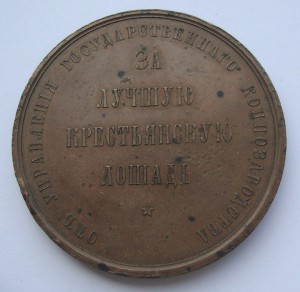 ОТЪ УПРАВЛЕНІЯ ГОСУДАРСТВЕННАГО КОННОЗАВОДСТВА
ЗА
ЛУЧШУЮ
КРЕСТЬЯНСКУЮ
ЛОШАДЬ